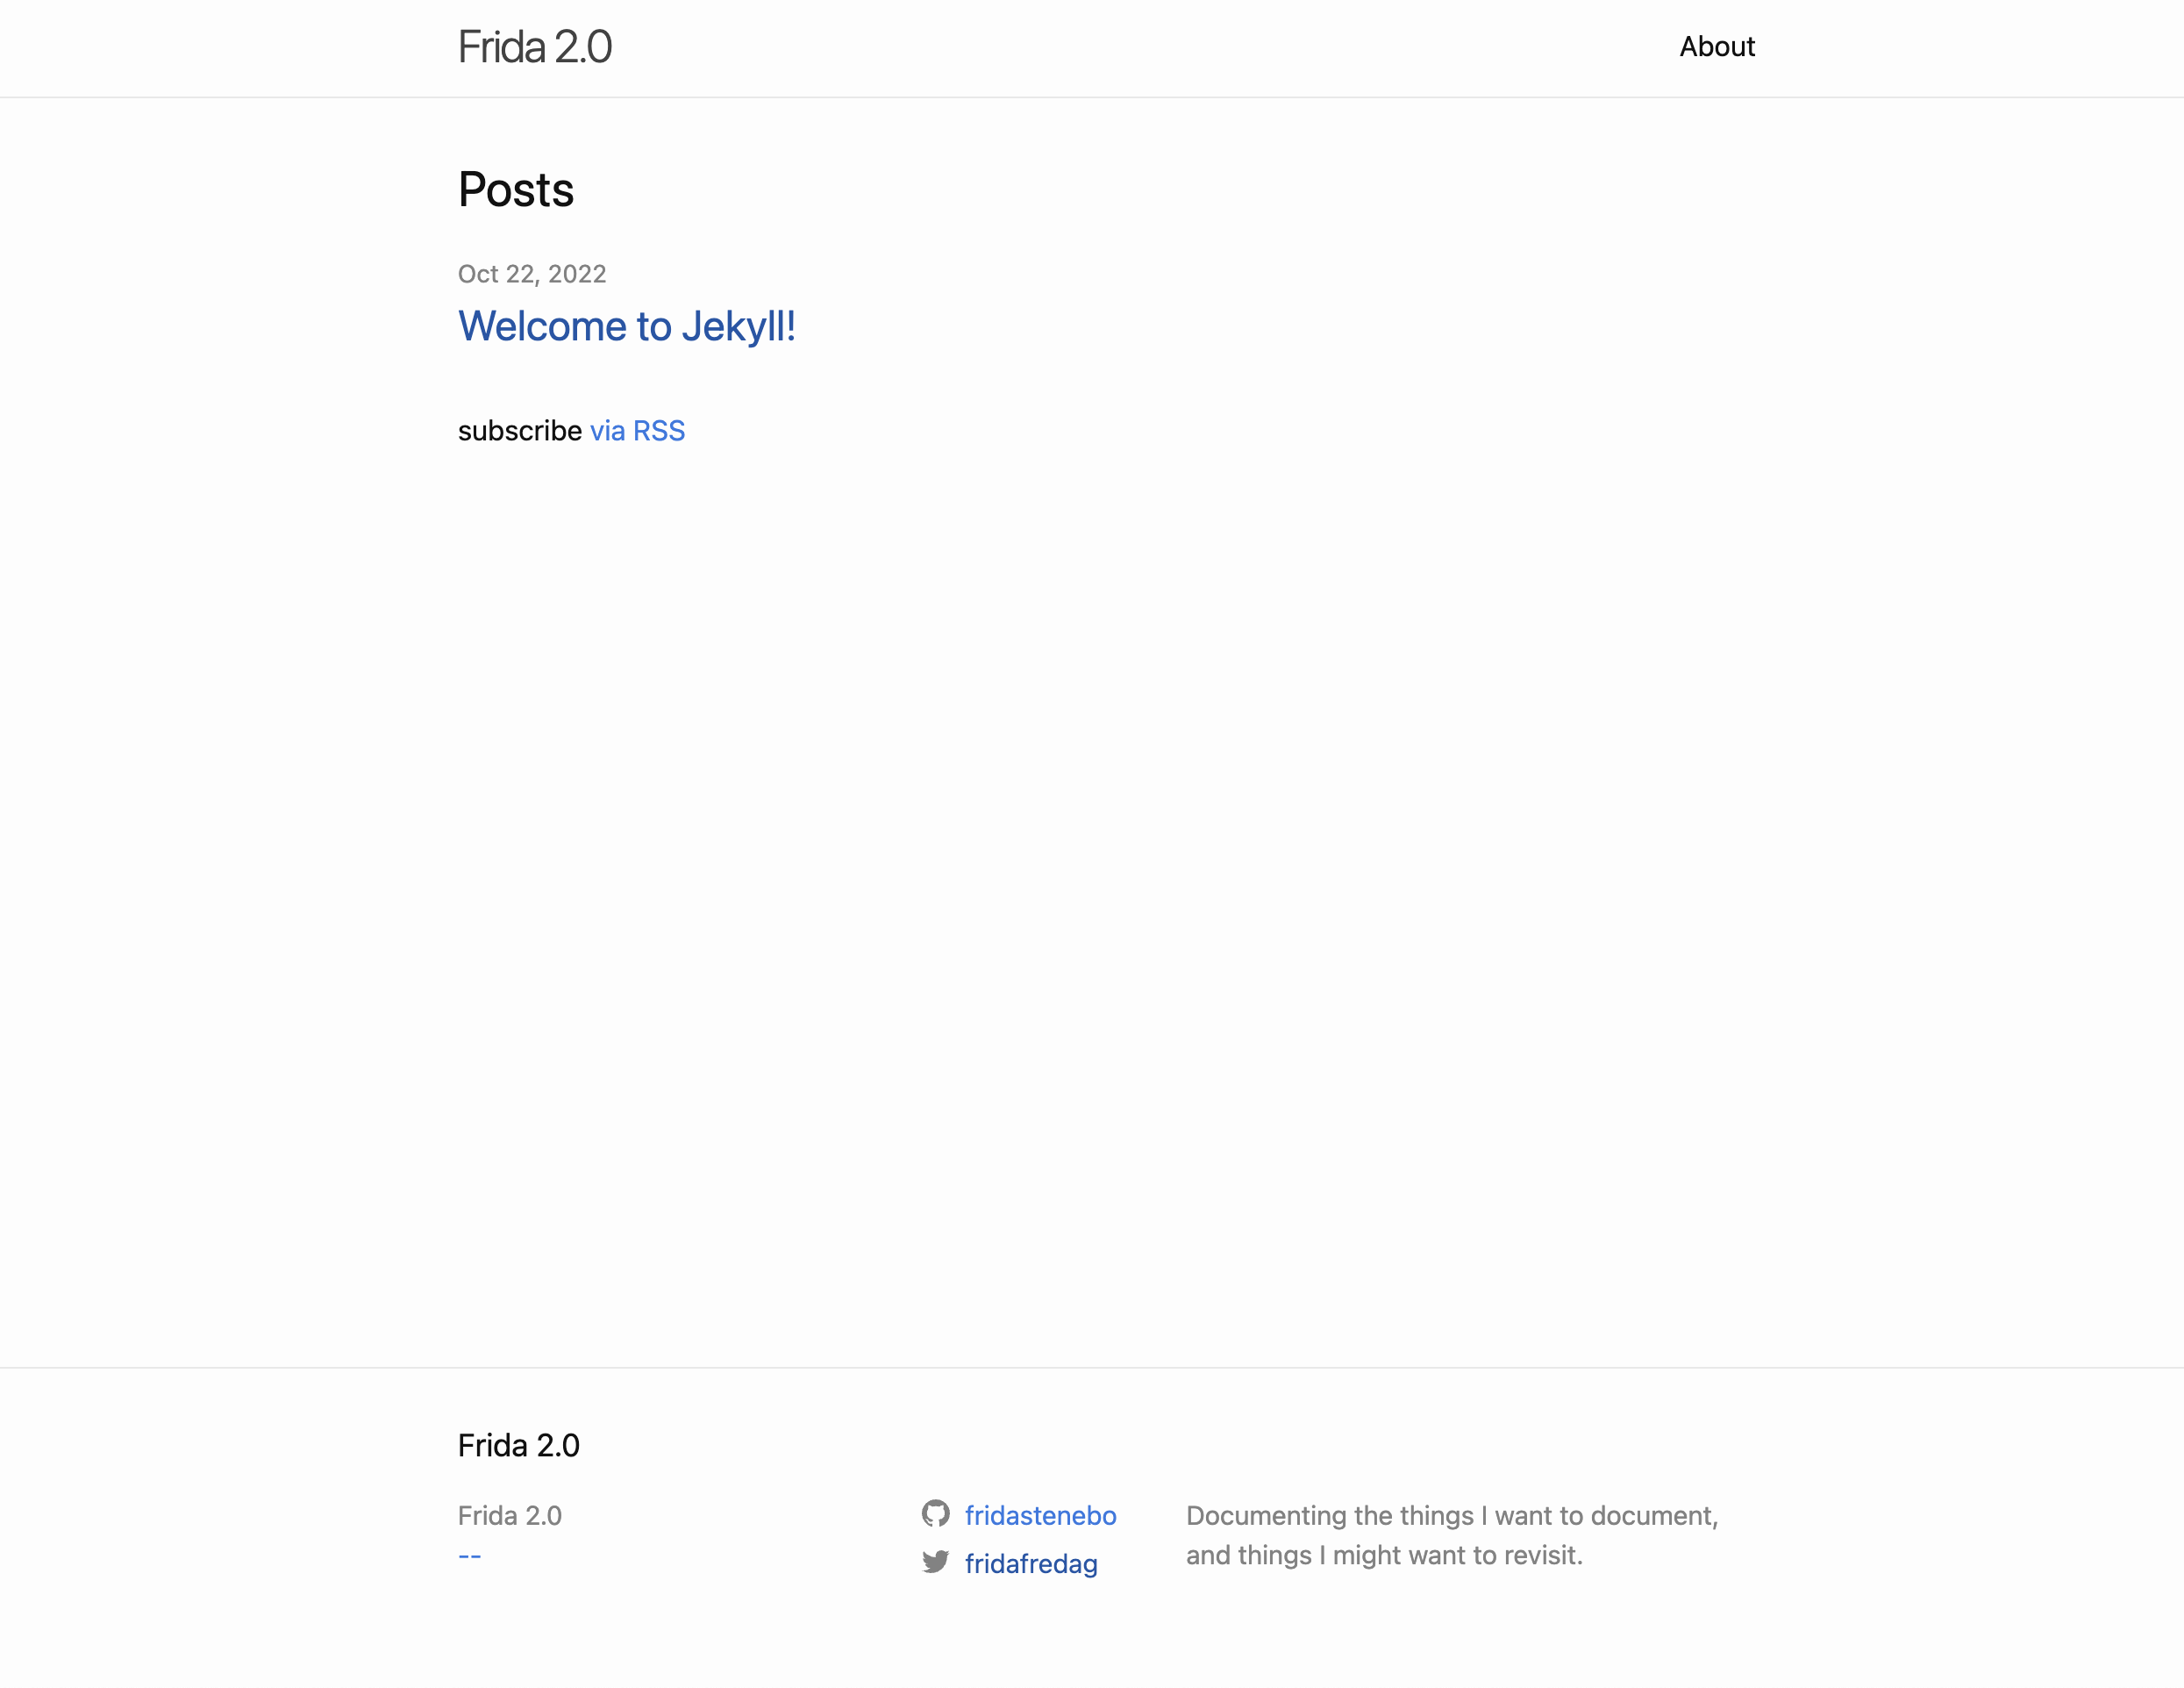 Frida 2.0
About
Posts
Oct 22, 2022
Welcome to Jekyll!
subscribe via RSS
Frida 2.0
Frida 2.0
--
fridastenebo
fridafredag
Documenting the things I want to document,
and things I might want to revisit.